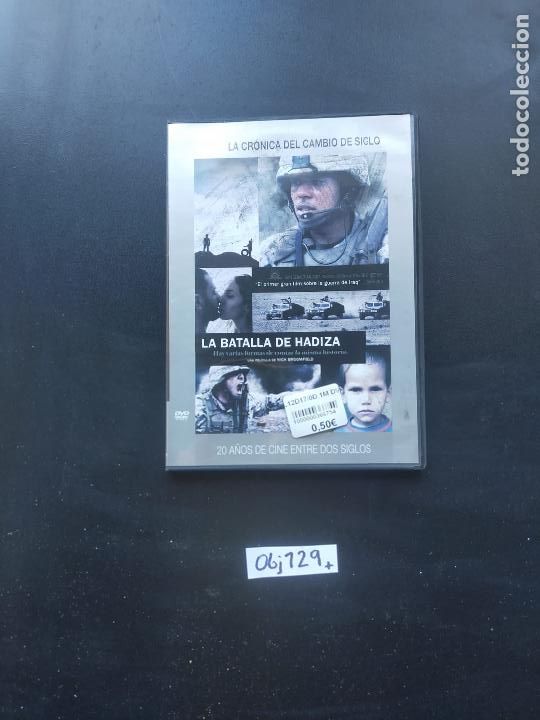 LA CRÓNICA DEL CAMBIO DE SIGLO
"El primer gran film sobre la guerra de Iraq"
LA BATALLA DE HADIZA
Hay varias formas de contar la misma historia.
UNA PELÍCULA DE NICK BROOMFIELD
0,50€
DVD
20 AÑOS DE CINE ENTRE DOS SIGLOS
Obj129+
todocoleccion